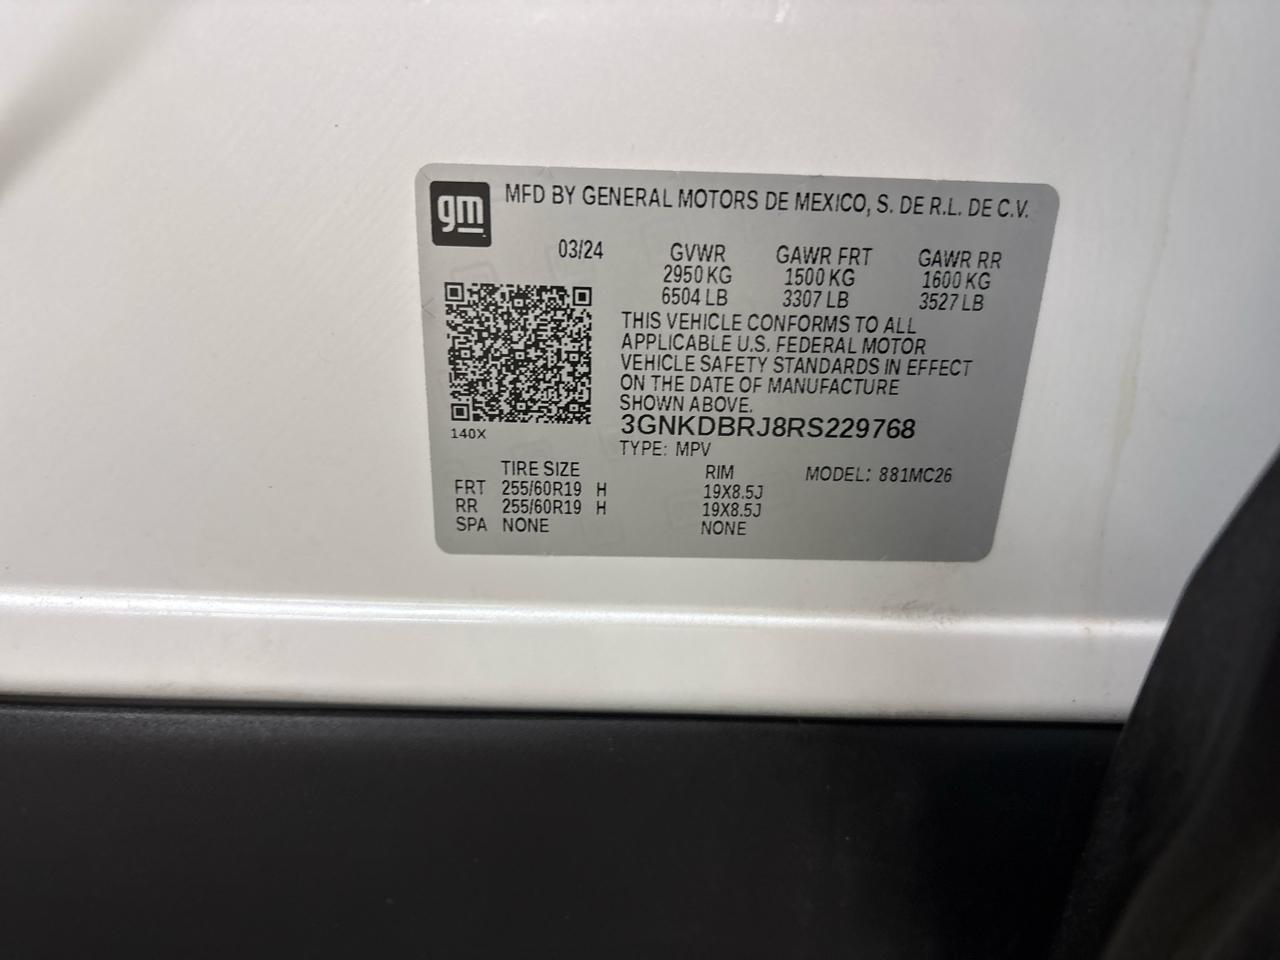 gm MFD BY GENERAL MOTORS DE MEXICO, S. DE R.L. DE C.V.
03/24 GVWR GAWR FRT GAWR RR
2950 KG 1500 KG 1600 KG
6504 LB 3307 LB 3527 LB
THIS VEHICLE CONFORMS TO ALL
APPLICABLE U.S. FEDERAL MOTOR
VEHICLE SAFETY STANDARDS IN EFFECT
ON THE DATE OF MANUFACTURE
SHOWN ABOVE.
3GNKDBRJ8RS229768
140X
TYPE: MPV
TIRE SIZE RIM MODEL: 881MC26
FRT 255/60R19 H 19X8.5J
RR 255/60R19 H 19X8.5J
SPA NONE NONE